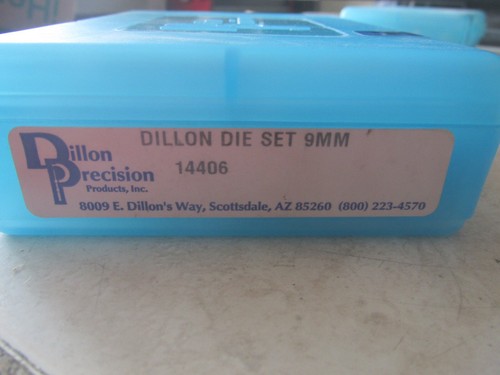 DILLON DIE SET 9MM
14406
Dillon
Precision
Products, Inc.
8009 E. Dillon's Way, Scottsdale, AZ 85260 (800) 223-4570